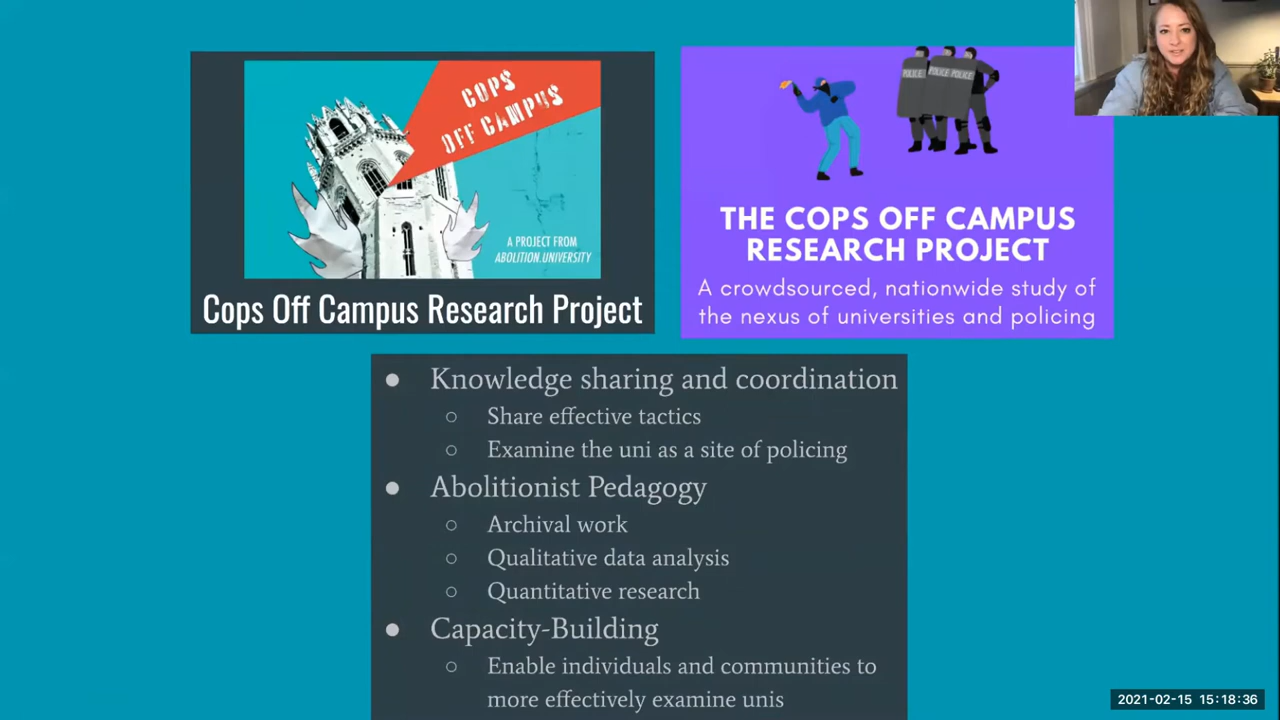 COPS
OFF CAMPUS
A PROJECT FROM
ABOLITION UNIVERSITY
Cops Off Campus Research Project
POLICE POLICE POLICE
THE COPS OFF CAMPUS
RESEARCH PROJECT
A crowdsourced, nationwide study of
the nexus of universities and policing
● Knowledge sharing and coordination
○ Share effective tactics
○ Examine the uni as a site of policing
● Abolitionist Pedagogy
○ Archival work
○ Qualitative data analysis
○ Quantitative research
● Capacity-Building
○ Enable individuals and communities to
more effectively examine unis
2021-02-15 15:18:36